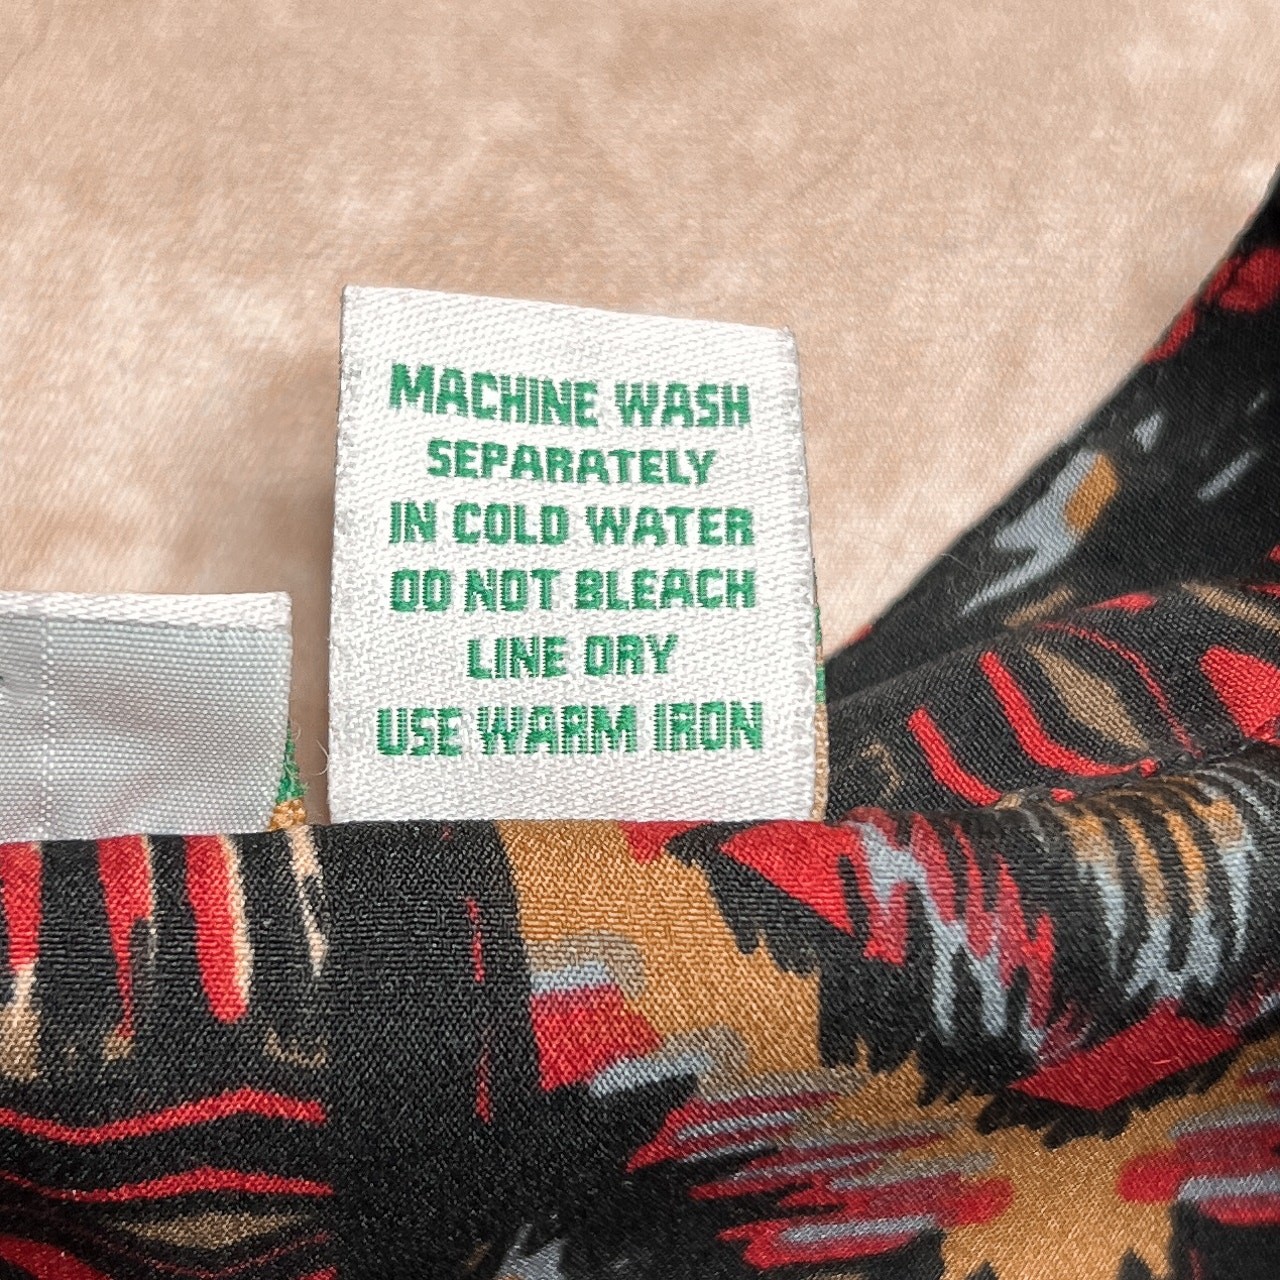 MACHINE WASH
SEPARATELY
IN COLD WATER
DO NOT BLEACH
LINE DRY
USE WARM IRON